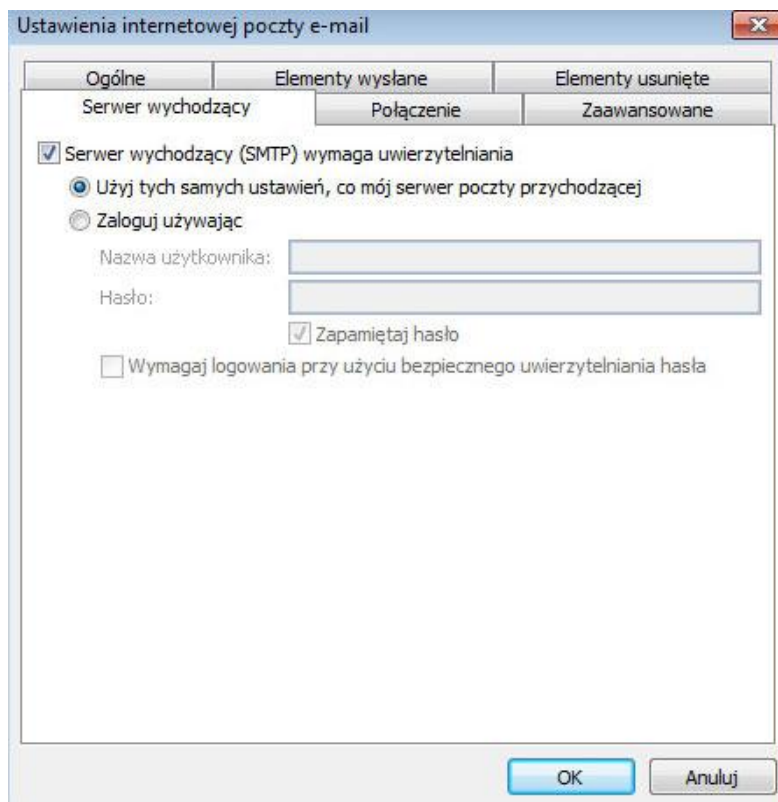 Ustawienia internetowej poczty e-mail
Ogólne Elementy wysłane Elementy usunięte
Serwer wychodzący Połączenie Zaawansowane
Serwer wychodzący (SMTP) wymaga uwierzytelniania
Użyj tych samych ustawień, co mój serwer poczty przychodzącej
Zaloguj używając
Nazwa użytkownika:
Hasło:
Zapamiętaj hasło
Wymagaj logowania przy użyciu bezpiecznego uwierzytelniania hasła
OK Anuluj